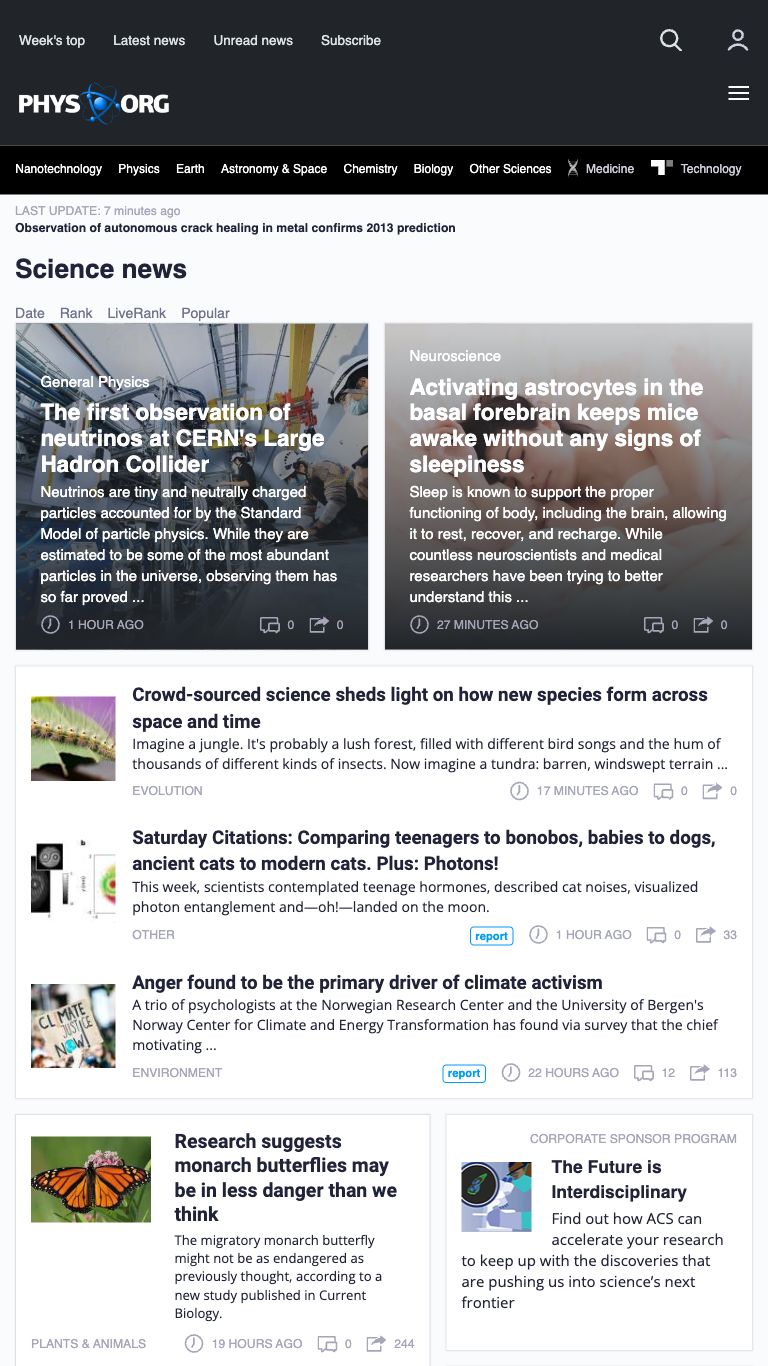 Week's top Latest news Unread news Subscribe
PHYS ORG
Nanotechnology Physics Earth Astronomy & Space Chemistry Biology Other Sciences Medicine Technology
LAST UPDATE: 7 minutes ago
Observation of autonomous crack healing in metal confirms 2013 prediction
Science news
Date Rank LiveRank Popular
General Physics
The first observation of
neutrinos at CERN's Large
Hadron Collider
Neutrinos are tiny and neutrally charged
particles accounted for by the Standard
Model of particle physics. While they are
estimated to be some of the most abundant
particles in the universe, observing them has
so far proved ...
1 HOUR AGO 0 0
Neuroscience
Activating astrocytes in the
basal forebrain keeps mice
awake without any signs of
sleepiness
Sleep is known to support the proper
functioning of body, including the brain, allowing
it to rest, recover, and recharge. While
countless neuroscientists and medical
researchers have been trying to better
understand this ...
27 MINUTES AGO 0 0
Crowd-sourced science sheds light on how new species form across
space and time
Imagine a jungle. It's probably a lush forest, filled with different bird songs and the hum of
thousands of different kinds of insects. Now imagine a tundra: barren, windswept terrain ...
EVOLUTION 17 MINUTES AGO 0 0
Saturday Citations: Comparing teenagers to bonobos, babies to dogs,
ancient cats to modern cats. Plus: Photons!
This week, scientists contemplated teenage hormones, described cat noises, visualized
photon entanglement and—oh!—landed on the moon.
OTHER report 1 HOUR AGO 0 33
CLIMATE
JUSTICE
NOW!
Anger found to be the primary driver of climate activism
A trio of psychologists at the Norwegian Research Center and the University of Bergen's
Norway Center for Climate and Energy Transformation has found via survey that the chief
motivating ...
ENVIRONMENT report 22 HOURS AGO 12 113
Research suggests
monarch butterflies may
be in less danger than we
think
The migratory monarch butterfly
might not be as endangered as
previously thought, according to a
new study published in Current
Biology.
PLANTS & ANIMALS 19 HOURS AGO 0 244
CORPORATE SPONSOR PROGRAM
The Future is
Interdisciplinary
Find out how ACS can
accelerate your research
to keep up with the discoveries that
are pushing us into science's next
frontier